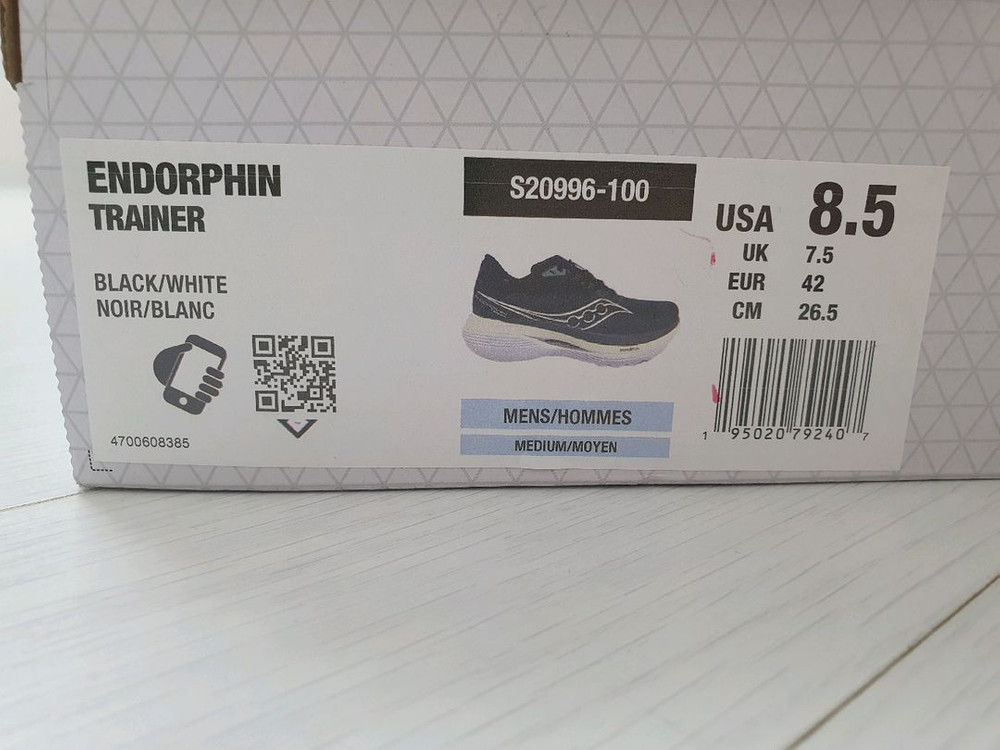 ENDORPHIN
TRAINER
BLACK/WHITE
NOIR/BLANC
4700608385
S20996-100
MENS/HOMMES
MEDIUM/MOYEN
USA 8.5
UK 7.5
EUR 42
CM 26.5
1 95020 79240 7